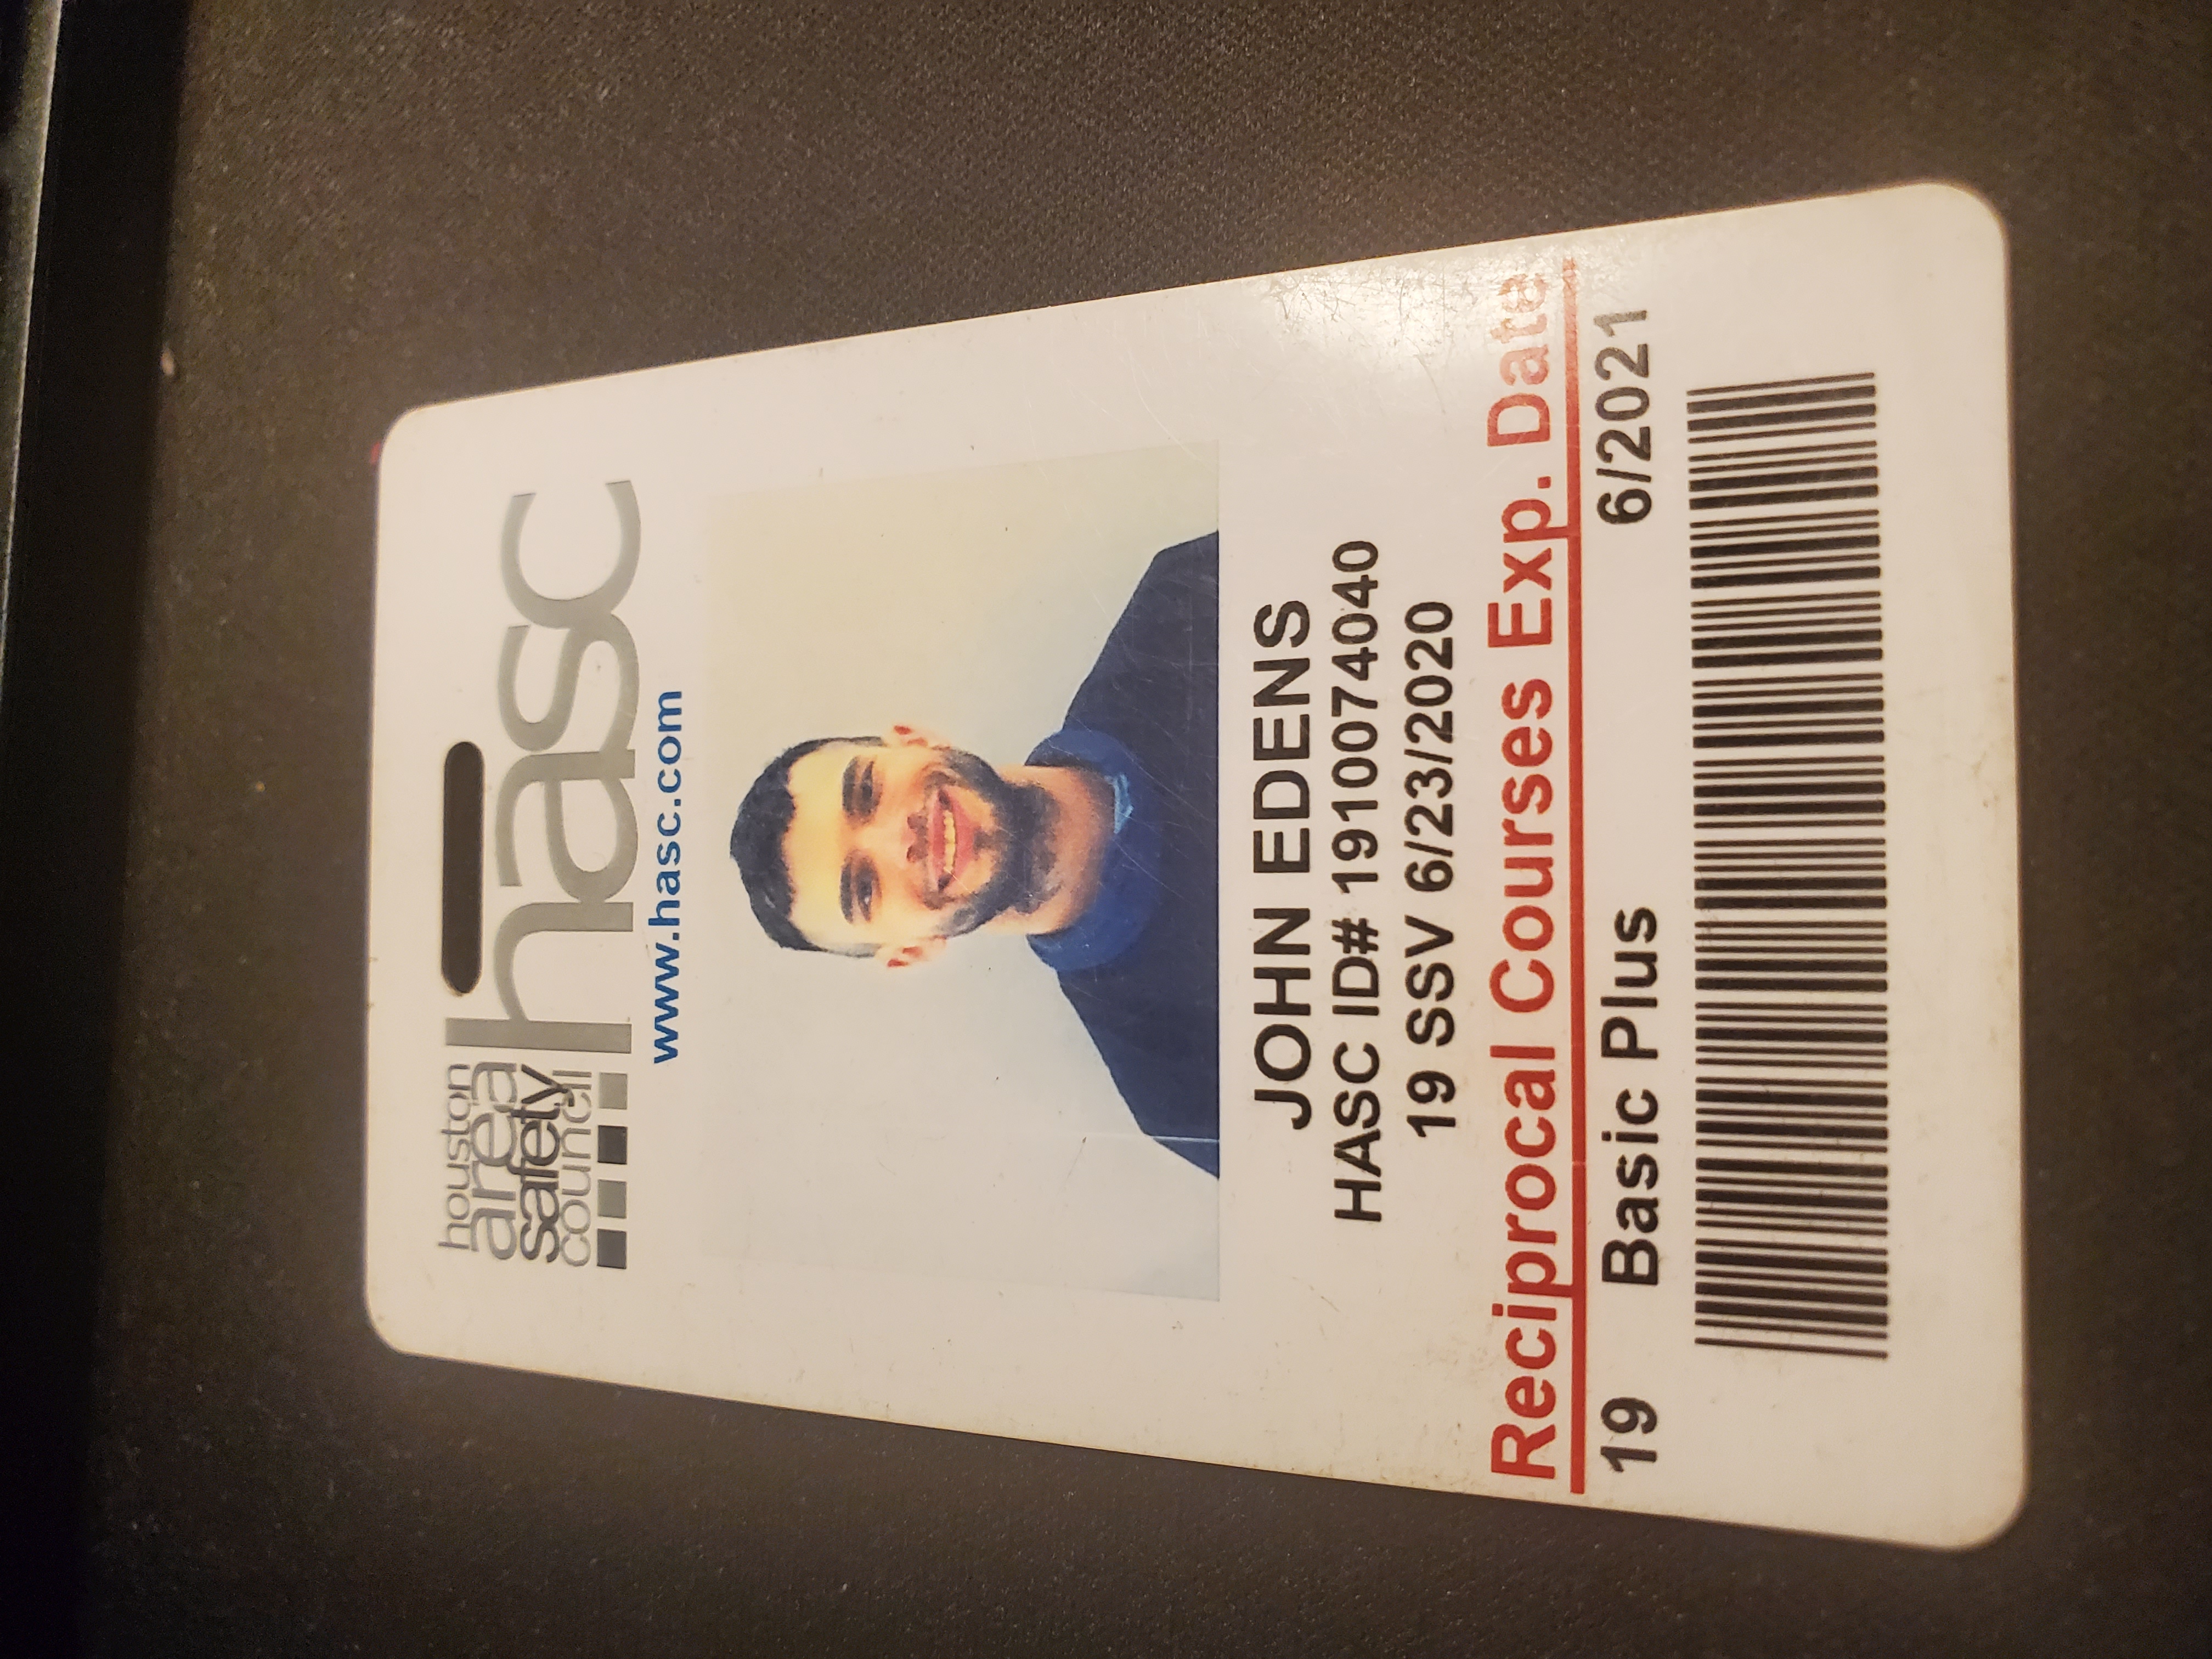 houston
area
safety
council
hasc
www.hasc.com
JOHN EDENS
HASC ID# 1910074040
19 SSV 6/23/2020
Reciprocal Courses Exp. Date
19 Basic Plus 6/2021